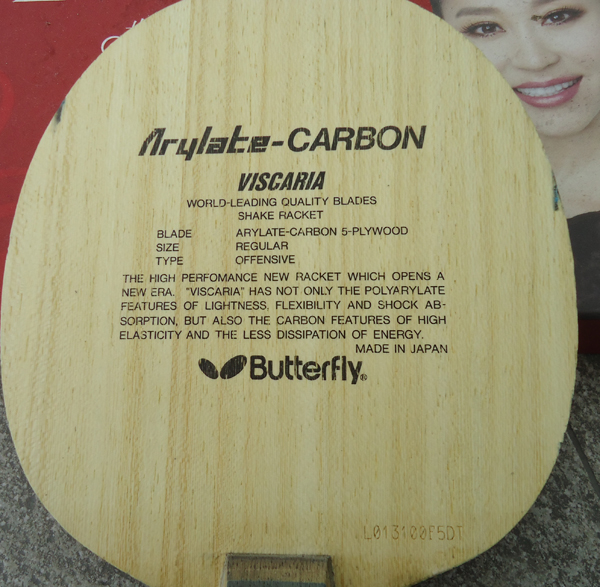 Arylate-CARBON
VISCARIA
WORLD-LEADING QUALITY BLADES
SHAKE RACKET
BLADE ARYLATE-CARBON 5-PLYWOOD
SIZE REGULAR
TYPE OFFENSIVE
THE HIGH PERFOMANCE NEW RACKET WHICH OPENS A
NEW ERA. "VISCARIA" HAS NOT ONLY THE POLYARYLATE
FEATURES OF LIGHTNESS, FLEXIBILITY AND SHOCK AB-
SORPTION, BUT ALSO THE CARBON FEATURES OF HIGH
ELASTICITY AND THE LESS DISSIPATION OF ENERGY.
MADE IN JAPAN
Butterfly®